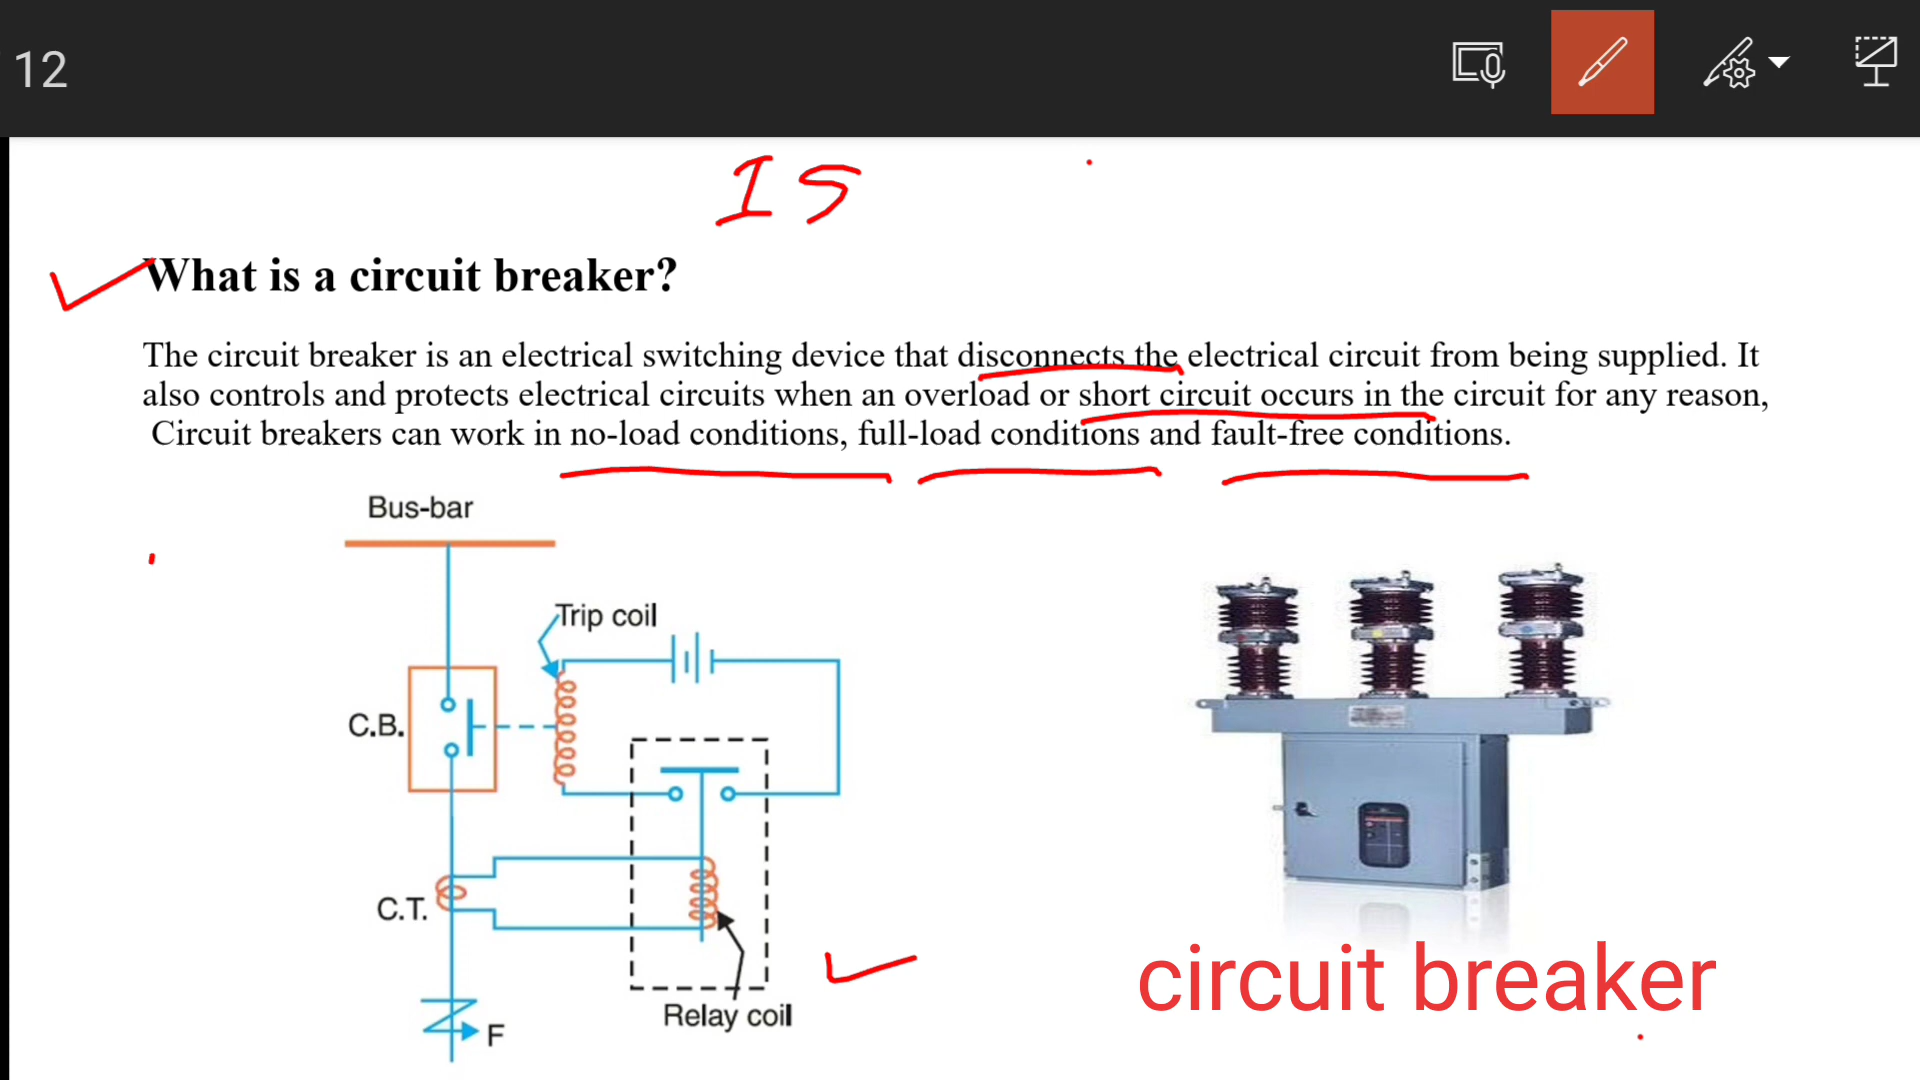 12
IS
What is a circuit breaker?
The circuit breaker is an electrical switching device that disconnects the electrical circuit from being supplied. It
also controls and protects electrical circuits when an overload or short circuit occurs in the circuit for any reason,
Circuit breakers can work in no-load conditions, full-load conditions and fault-free conditions.
Bus-bar
Trip coil
C.B.
C.T.
Relay coil
F
circuit breaker